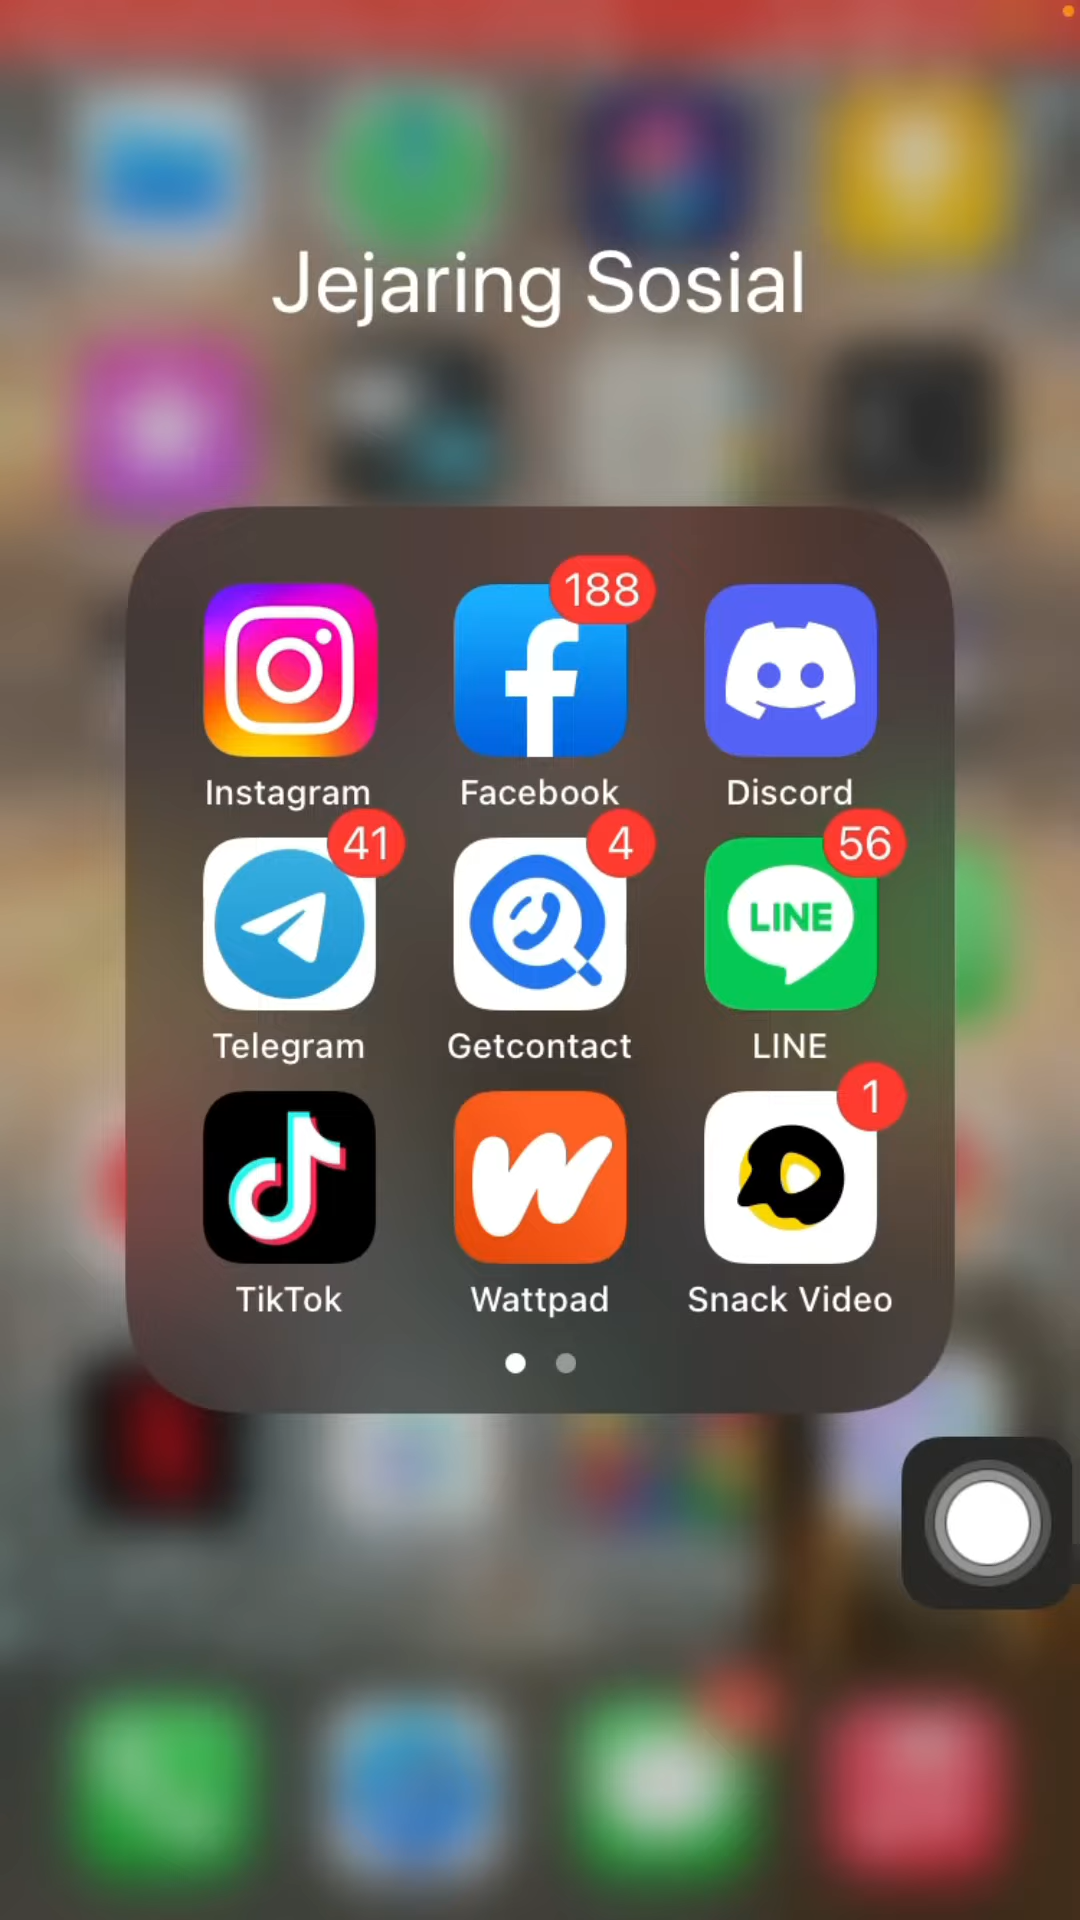 Jejaring Sosial
188
Instagram Facebook Discord
41 4 56
LINE
Telegram Getcontact LINE
1
TikTok Wattpad Snack Video